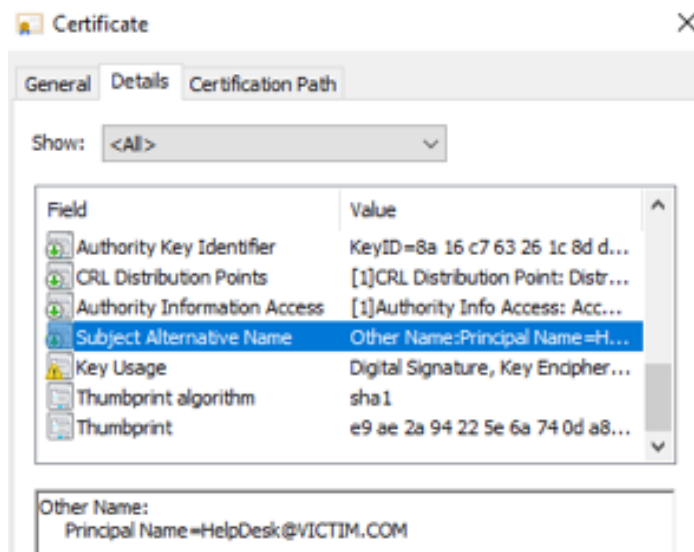 Certificate
General Details Certification Path
Show: <All>
Field Value
Authority Key Identifier KeyID=8a 16 c7 63 26 1c 8d d...
CRL Distribution Points [1]CRL Distribution Point: Distr...
Authority Information Access [1]Authority Info Access: Acc...
Subject Alternative Name Other Name:Principal Name=H...
Key Usage Digital Signature, Key Encipher...
Thumbprint algorithm sha1
Thumbprint e9 ae 2a 94 22 5e 6a 74 0d a8...
Other Name:
Principal Name=HelpDesk@VICTIM.COM